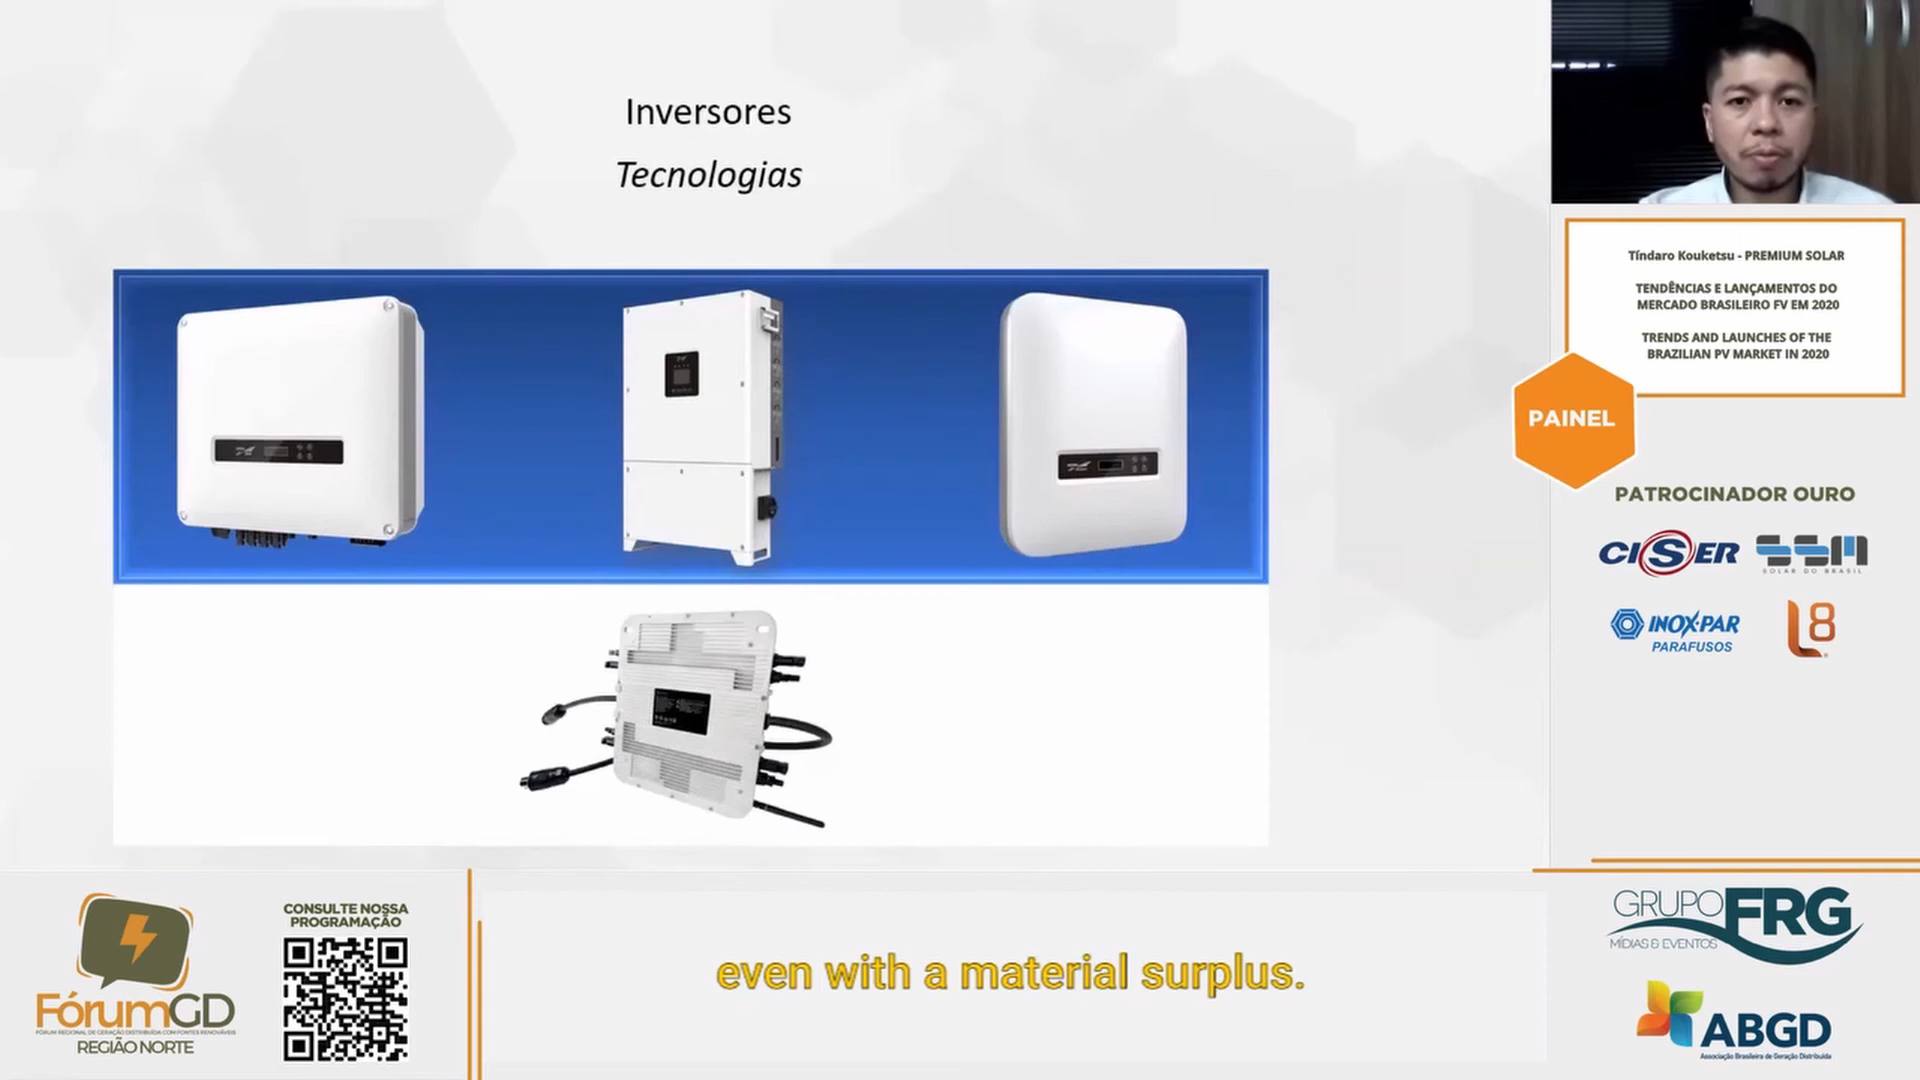 Inversores
Tecnologias
Tíndaro Kouketsu - PREMIUM SOLAR
TENDÊNCIAS E LANÇAMENTOS DO
MERCADO BRASILEIRO FV EM 2020
TRENDS AND LAUNCHES OF THE
BRAZILIAN PV MARKET IN 2020
PAINEL
PATROCINADOR OURO
CISER
SSM
SOLAR DO BRASIL
INOX-PAR
PARAFUSOS
L8
FórumGD
FÓRUM REGIONAL DE GERAÇÃO DISTRIBUÍDA COM FONTES RENOVÁVEIS
REGIÃO NORTE
CONSULTE NOSSA
PROGRAMAÇÃO
even with a material surplus.
GRUPO FRG
MÍDIAS & EVENTOS
ABGD
Associação Brasileira de Geração Distribuída